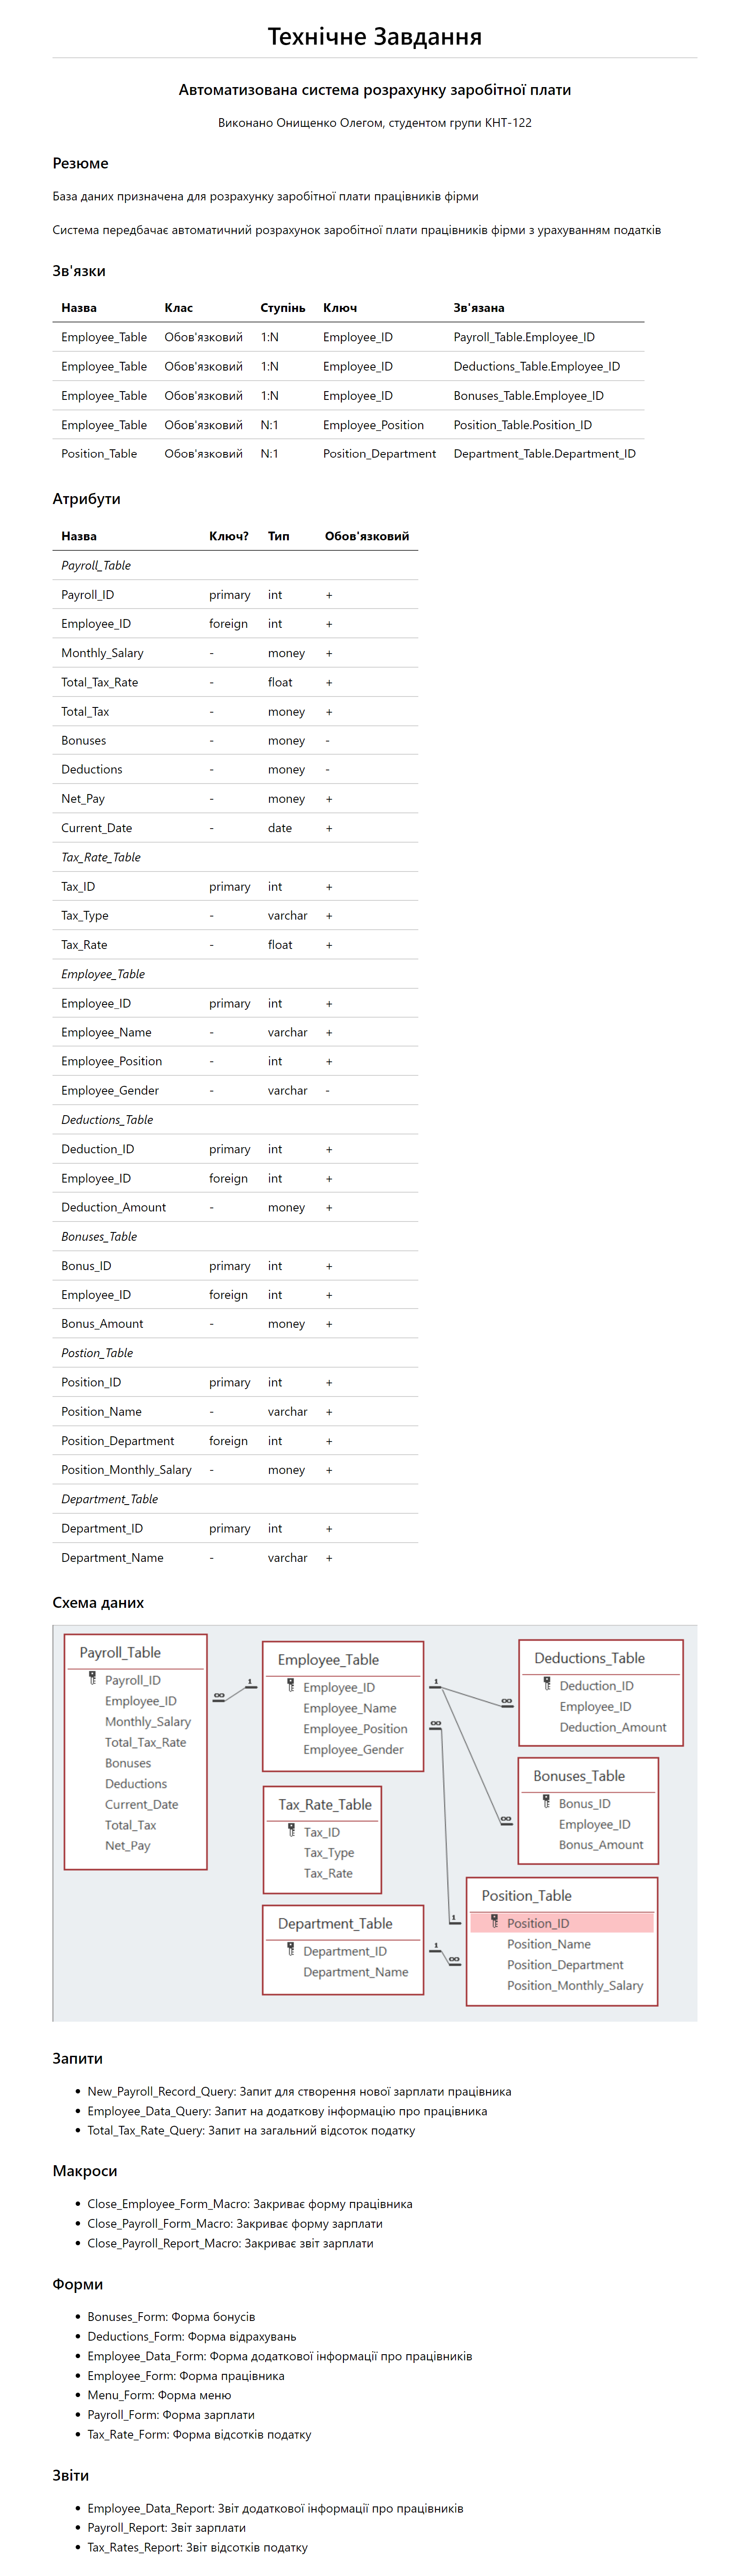 Технічне Завдання
Автоматизована система розрахунку заробітної плати
Виконано Онищенко Олегом, студентом групи КНТ-122
Резюме
База даних призначена для розрахунку заробітної плати працівників фірми
Система передбачає автоматичний розрахунок заробітної плати працівників фірми з урахуванням податків
Зв'язки
Назва Клас Ступінь Ключ Зв'язана
Employee_Table Обов'язковий 1:N Employee_ID Payroll_Table.Employee_ID
Employee_Table Обов'язковий 1:N Employee_ID Deductions_Table.Employee_ID
Employee_Table Обов'язковий 1:N Employee_ID Bonuses_Table.Employee_ID
Employee_Table Обов'язковий N:1 Employee_Position Position_Table.Position_ID
Position_Table Обов'язковий N:1 Position_Department Department_Table.Department_ID
Атрибути
Назва Ключ? Тип Обов'язковий
Payroll_Table
Payroll_ID primary int +
Employee_ID foreign int +
Monthly_Salary - money +
Total_Tax_Rate - float +
Total_Tax - money +
Bonuses - money -
Deductions - money -
Net_Pay - money +
Current_Date - date +
Tax_Rate_Table
Tax_ID primary int +
Tax_Type - varchar +
Tax_Rate - float +
Employee_Table
Employee_ID primary int +
Employee_Name - varchar +
Employee_Position - int +
Employee_Gender - varchar -
Deductions_Table
Deduction_ID primary int +
Employee_ID foreign int +
Deduction_Amount - money +
Bonuses_Table
Bonus_ID primary int +
Employee_ID foreign int +
Bonus_Amount - money +
Postion_Table
Position_ID primary int +
Position_Name - varchar +
Position_Department foreign int +
Position_Monthly_Salary - money +
Department_Table
Department_ID primary int +
Department_Name - varchar +
Схема даних
Payroll_Table
Payroll_ID
Employee_ID
Monthly_Salary
Total_Tax_Rate
Bonuses
Deductions
Current_Date
Total_Tax
Net_Pay
∞ 1
Employee_Table
Employee_ID
Employee_Name
Employee_Position
Employee_Gender
1
∞
Tax_Rate_Table
Tax_ID
Tax_Type
Tax_Rate
Department_Table
Department_ID
Department_Name
1 ∞
Deductions_Table
Deduction_ID
Employee_ID
Deduction_Amount
∞
Bonuses_Table
Bonus_ID
Employee_ID
Bonus_Amount
∞
Position_Table
Position_ID
Position_Name
Position_Department
Position_Monthly_Salary
1
Запити
• New_Payroll_Record_Query: Запит для створення нової зарплати працівника
• Employee_Data_Query: Запит на додаткову інформацію про працівника
• Total_Tax_Rate_Query: Запит на загальний відсоток податку
Макроси
• Close_Employee_Form_Macro: Закриває форму працівника
• Close_Payroll_Form_Macro: Закриває форму зарплати
• Close_Payroll_Report_Macro: Закриває звіт зарплати
Форми
• Bonuses_Form: Форма бонусів
• Deductions_Form: Форма відрахувань
• Employee_Data_Form: Форма додаткової інформації про працівників
• Employee_Form: Форма працівника
• Menu_Form: Форма меню
• Payroll_Form: Форма зарплати
• Tax_Rate_Form: Форма відсотків податку
Звіти
• Employee_Data_Report: Звіт додаткової інформації про працівників
• Payroll_Report: Звіт зарплати
• Tax_Rates_Report: Звіт відсотків податку